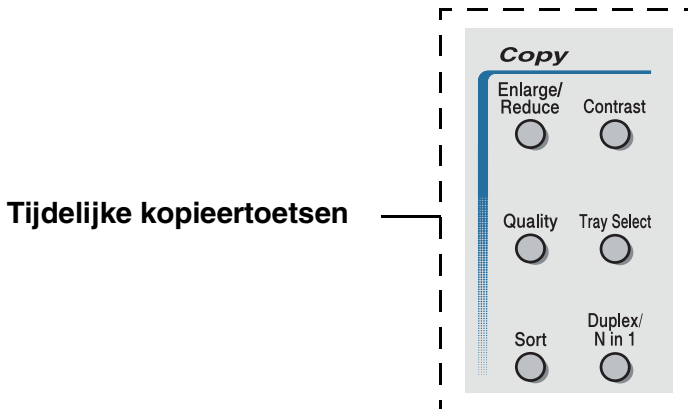 Copy
Enlarge/
Reduce
Contrast
Tijdelijke kopieertoetsen
Quality
Tray Select
Sort
Duplex/
N in 1